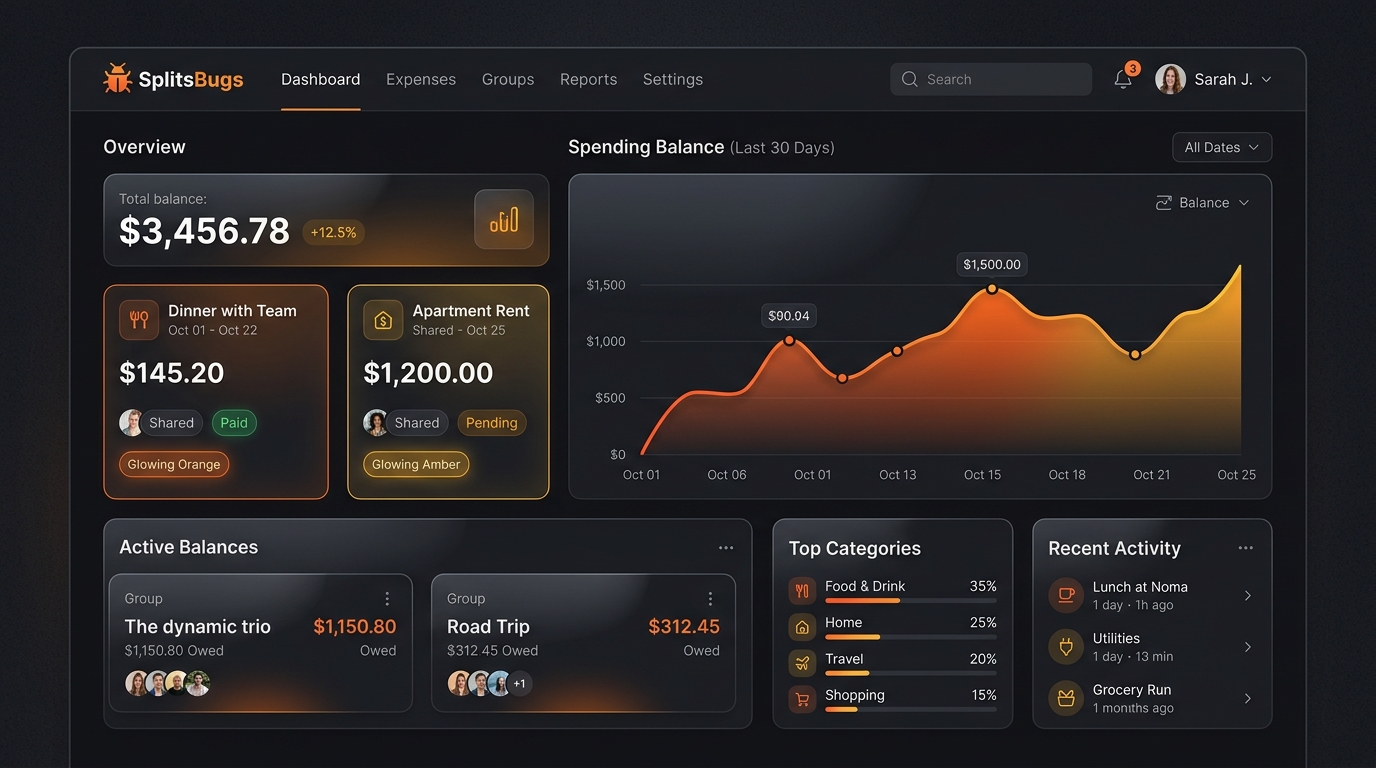 SplitsBugs
Dashboard
Expenses
Groups
Reports
Settings
Search
3
Sarah J.
Overview
Total balance:
$3,456.78
+12.5%
Dinner with Team
Oct 01 - Oct 22
$145.20
Shared
Paid
Glowing Orange
Apartment Rent
Shared - Oct 25
$1,200.00
Shared
Pending
Glowing Amber
Spending Balance (Last 30 Days)
All Dates
Balance
$1,500.00
$90.04
$1,500
$1,000
$500
$0
Oct 01
Oct 06
Oct 01
Oct 13
Oct 15
Oct 18
Oct 21
Oct 25
Active Balances
Group
The dynamic trio
$1,150.80
$1,150.80 Owed
Owed
Group
Road Trip
$312.45
$312 45 Owed
Owed
+1
Top Categories
Food & Drink
35%
Home
25%
Travel
20%
Shopping
15%
Recent Activity
Lunch at Noma
1 day · 1h ago
Utilities
1 day · 13 min
Grocery Run
1 months ago